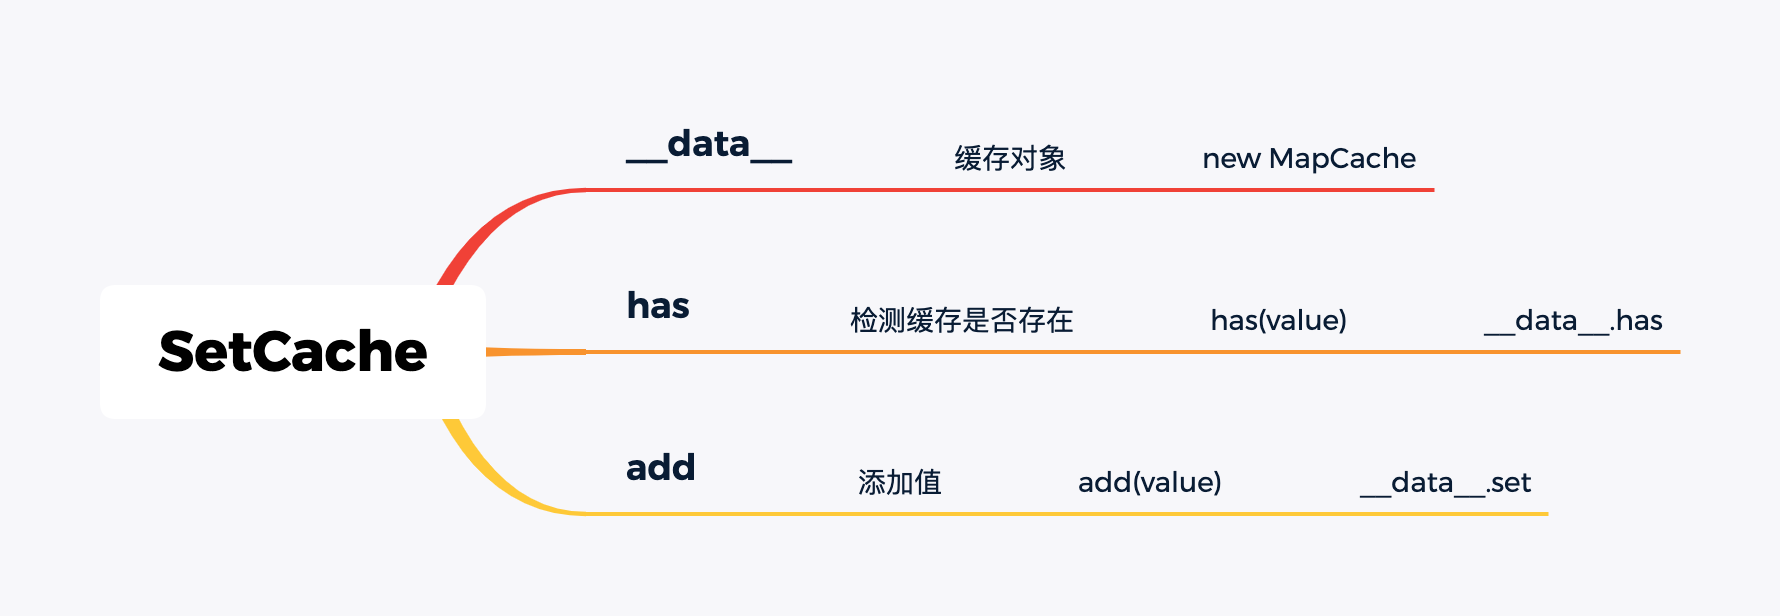 SetCache
__data__ 缓存对象 new MapCache
has 检测缓存是否存在 has(value) __data__.has
add 添加值 add(value) __data__.set